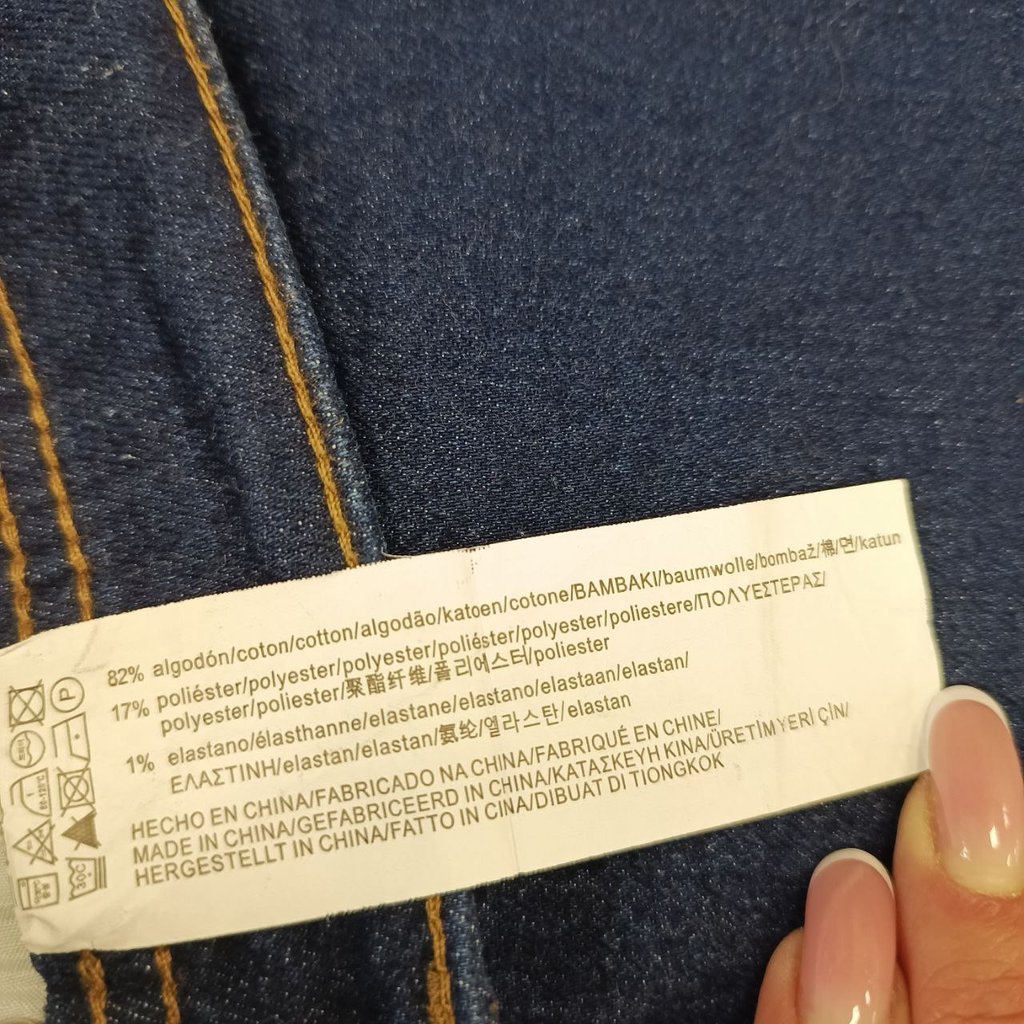 82% algodón/coton/cotton/algodão/katoen/cotone/BAMBAKI/baumwolle/bombaž/棉/면/katun
17% poliéster/polyester/polyester/poliéster/polyester/poliestere/ΠΟΛΥΕΣΤΕΡΑΣ/
polyester/poliester/聚酯纤维/폴리에스터/poliester
1% elastano/élasthanne/elastane/elastano/elastaan/elastan/
ΕΛΑΣΤΙΝΗ/elastan/elastan/氨纶/엘라스탄/elastan
HECHO EN CHINA/FABRICADO NA CHINA/FABRIQUÉ EN CHINE/
MADE IN CHINA/GEFABRICEERD IN CHINA/ΚΑΤΑΣΚΕΥΗ ΚΙΝΑ/ÜRETİM YERİ ÇİN/
HERGESTELLT IN CHINA/FATTO IN CINA/DIBUAT DI TIONGKOK
P
30C